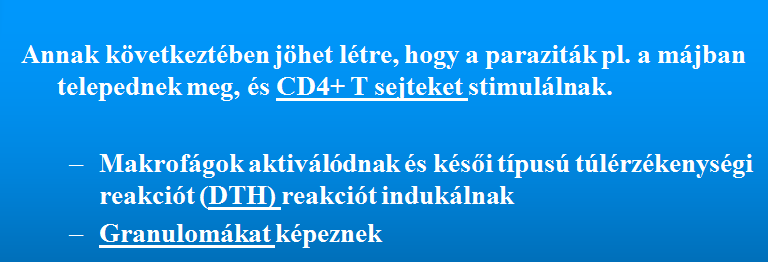 Annak következtében jöhet létre, hogy a paraziták pl. a májban
telepednek meg, és CD4+ T sejteket stimulálnak.
– Makrofágok aktiválódnak és késői típusú túlérzékenységi
reakciót (DTH) reakciót indukálnak
– Granulomákat képeznek